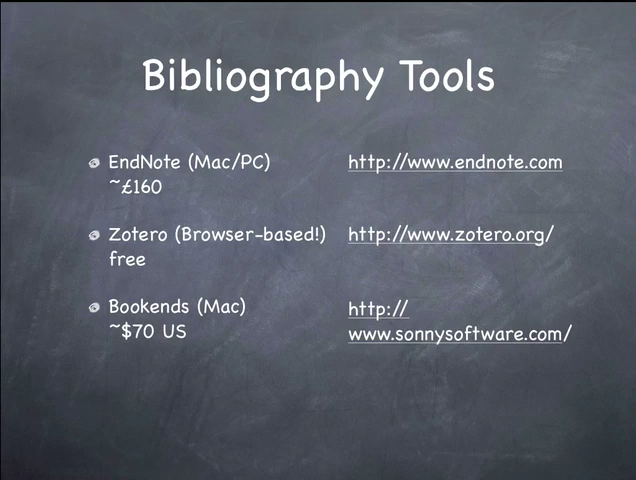 Bibliography Tools
EndNote (Mac/PC) http://www.endnote.com
~£160
Zotero (Browser-based!) http://www.zotero.org/
free
Bookends (Mac) http://
~$70 US www.sonnysoftware.com/